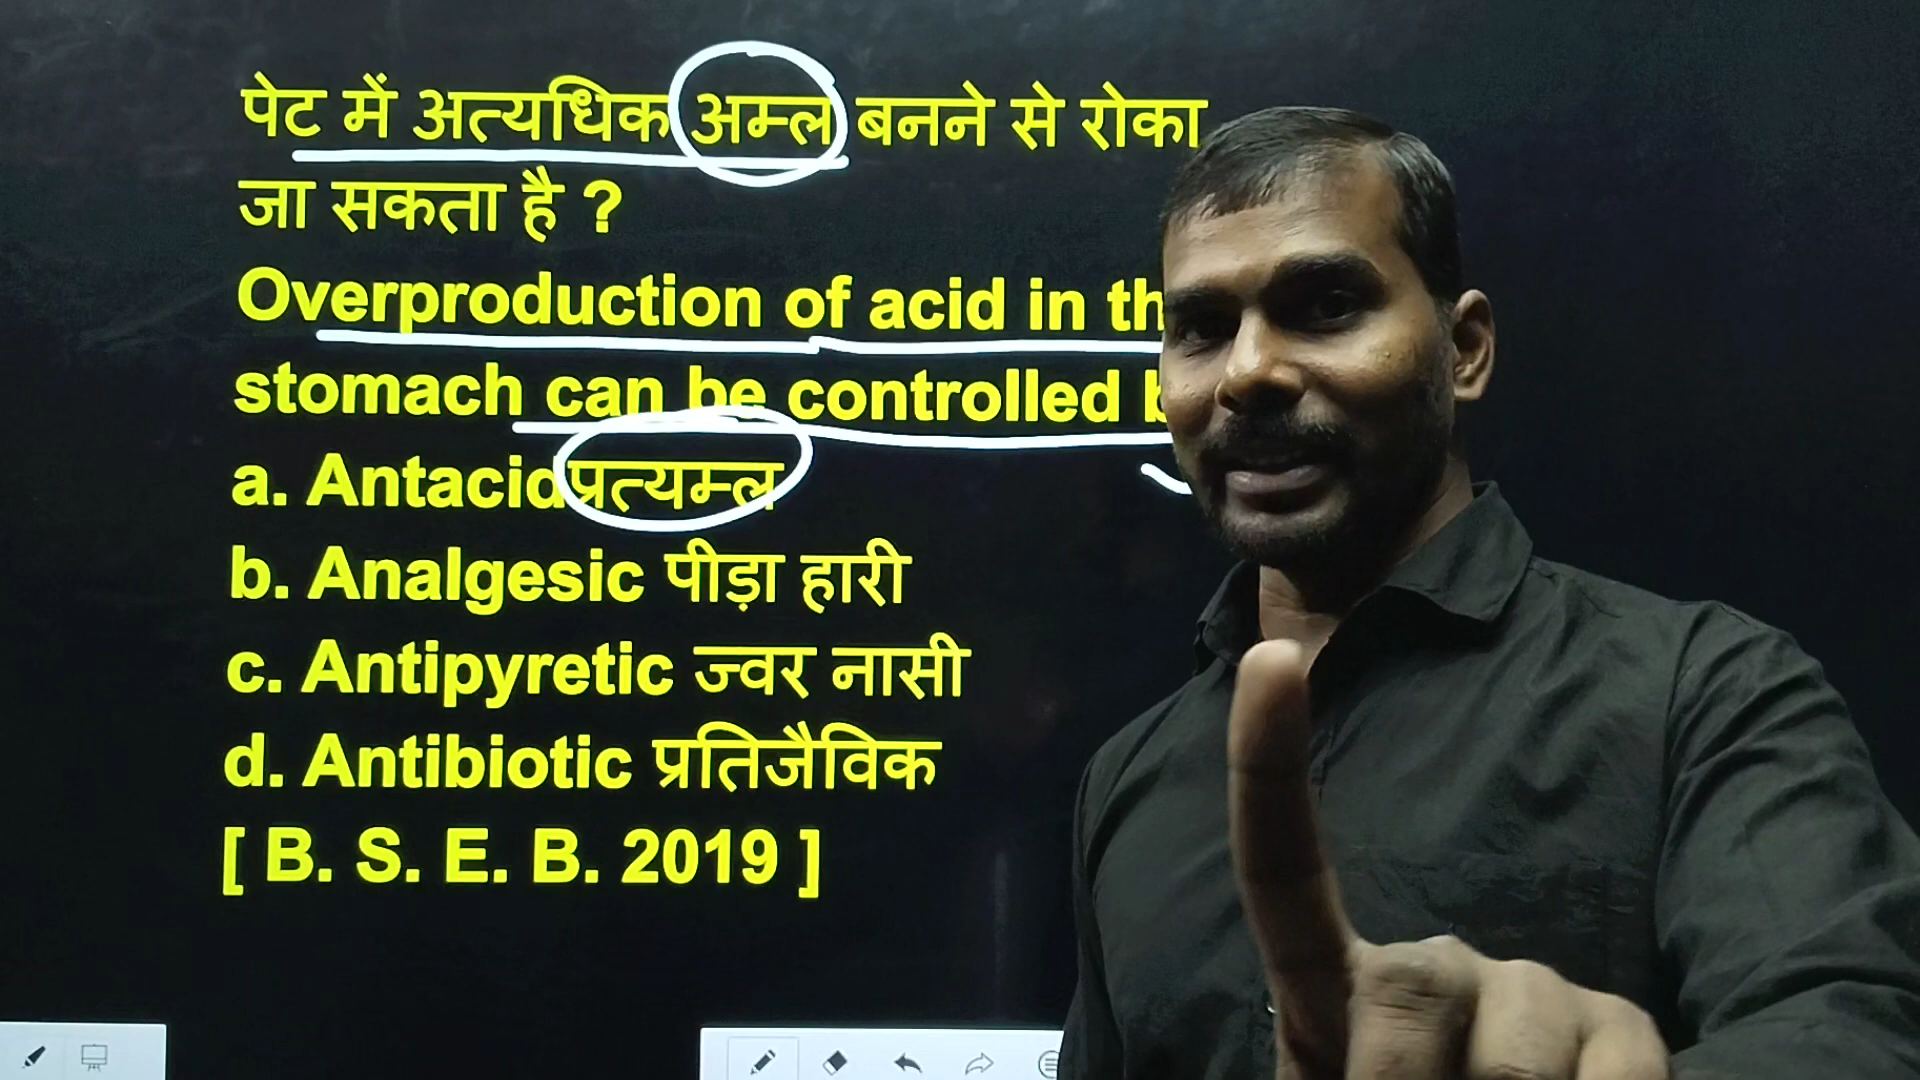 पेट में अत्यधिक अम्ल बनने से रोका
जा सकता है ?
Overproduction of acid in
stomach can be controlled
a. Antacid प्रत्यम्ल
b. Analgesic पीड़ा हारी
c. Antipyretic ज्वर नासी
d. Antibiotic प्रतिजैविक
[ B. S. E. B. 2019 ]